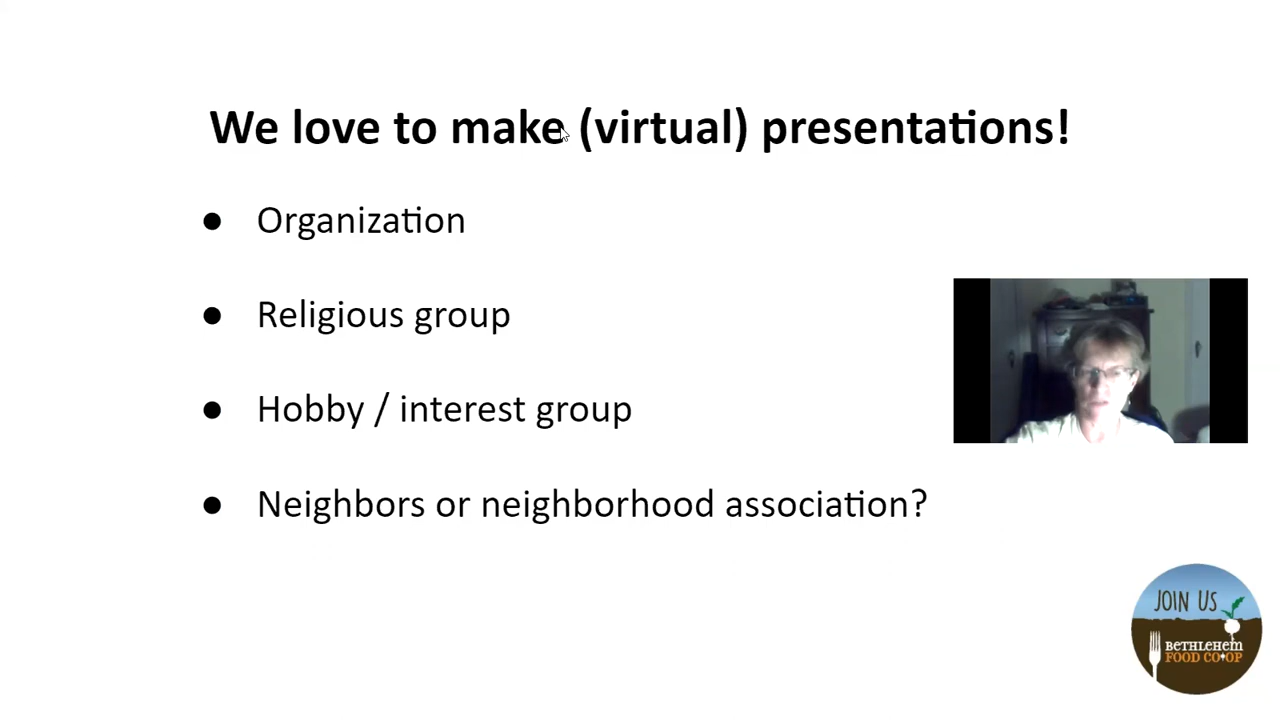 We love to make (virtual) presentations!
● Organization
● Religious group
● Hobby / interest group
● Neighbors or neighborhood association?
JOIN US
BETHLEHEM
FOOD CO•OP